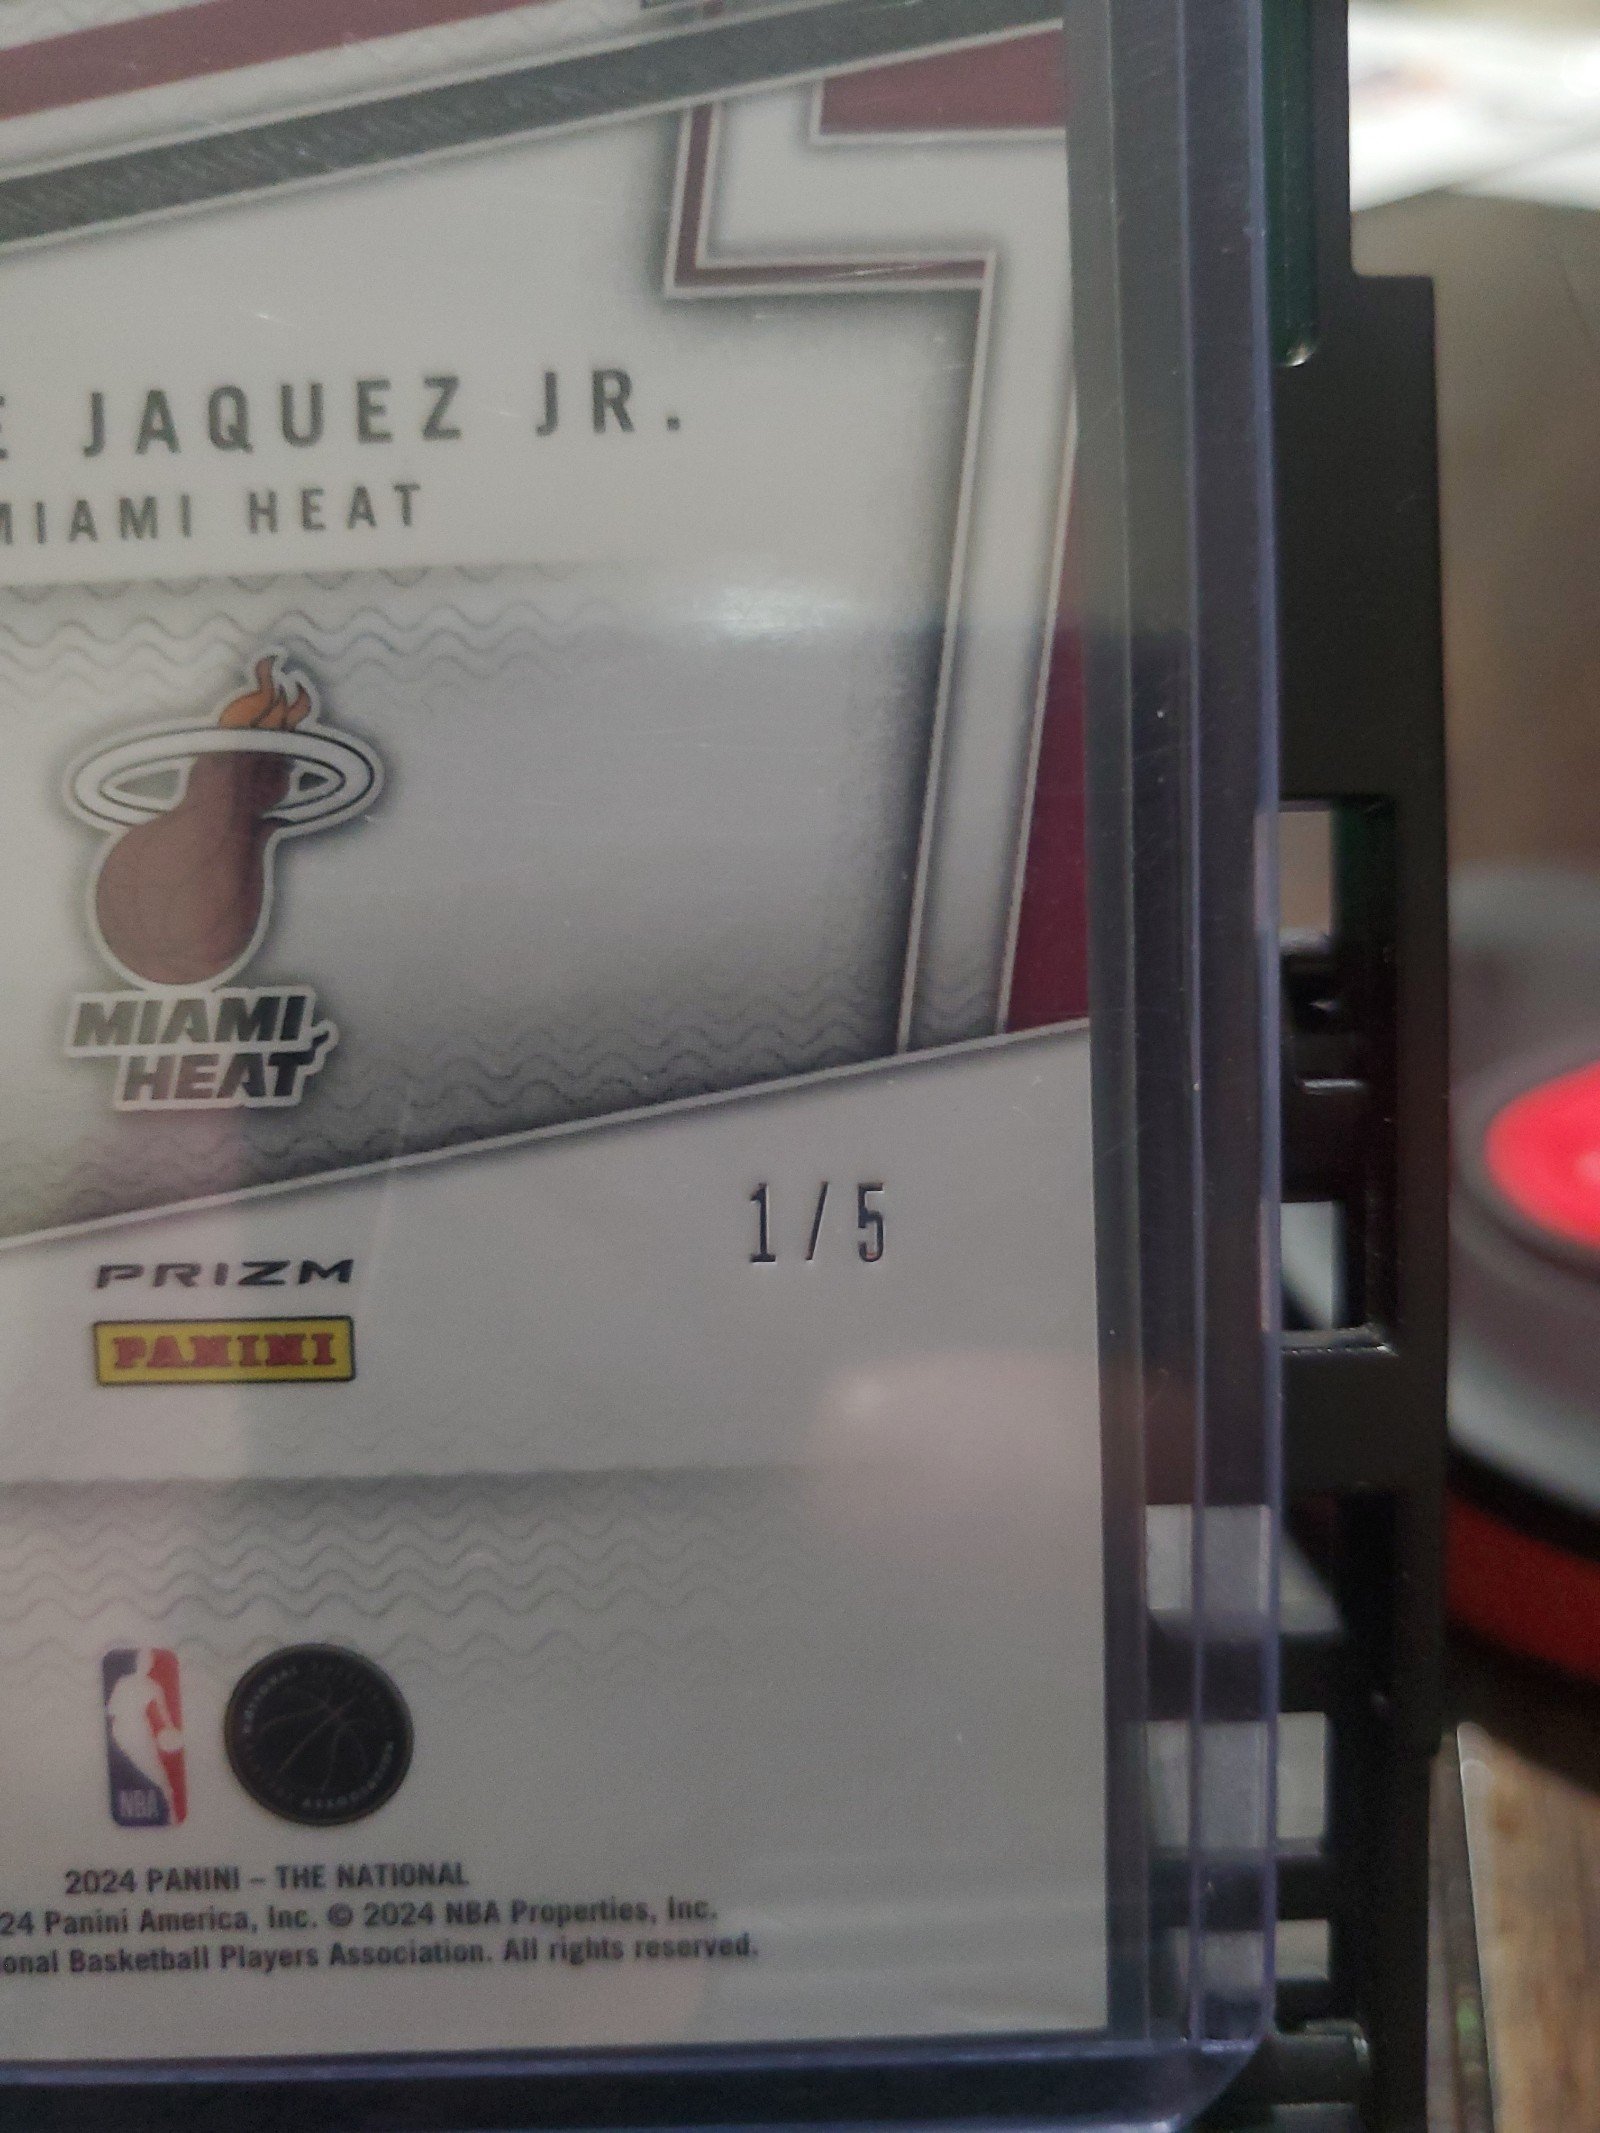 E JAQUEZ JR.
MIAMI HEAT
MIAMI
HEAT
1/5
PRIZM
PANINI
NBA
2024 PANINI – THE NATIONAL
24 Panini America, Inc. © 2024 NBA Properties, Inc.
onal Basketball Players Association. All rights reserved.